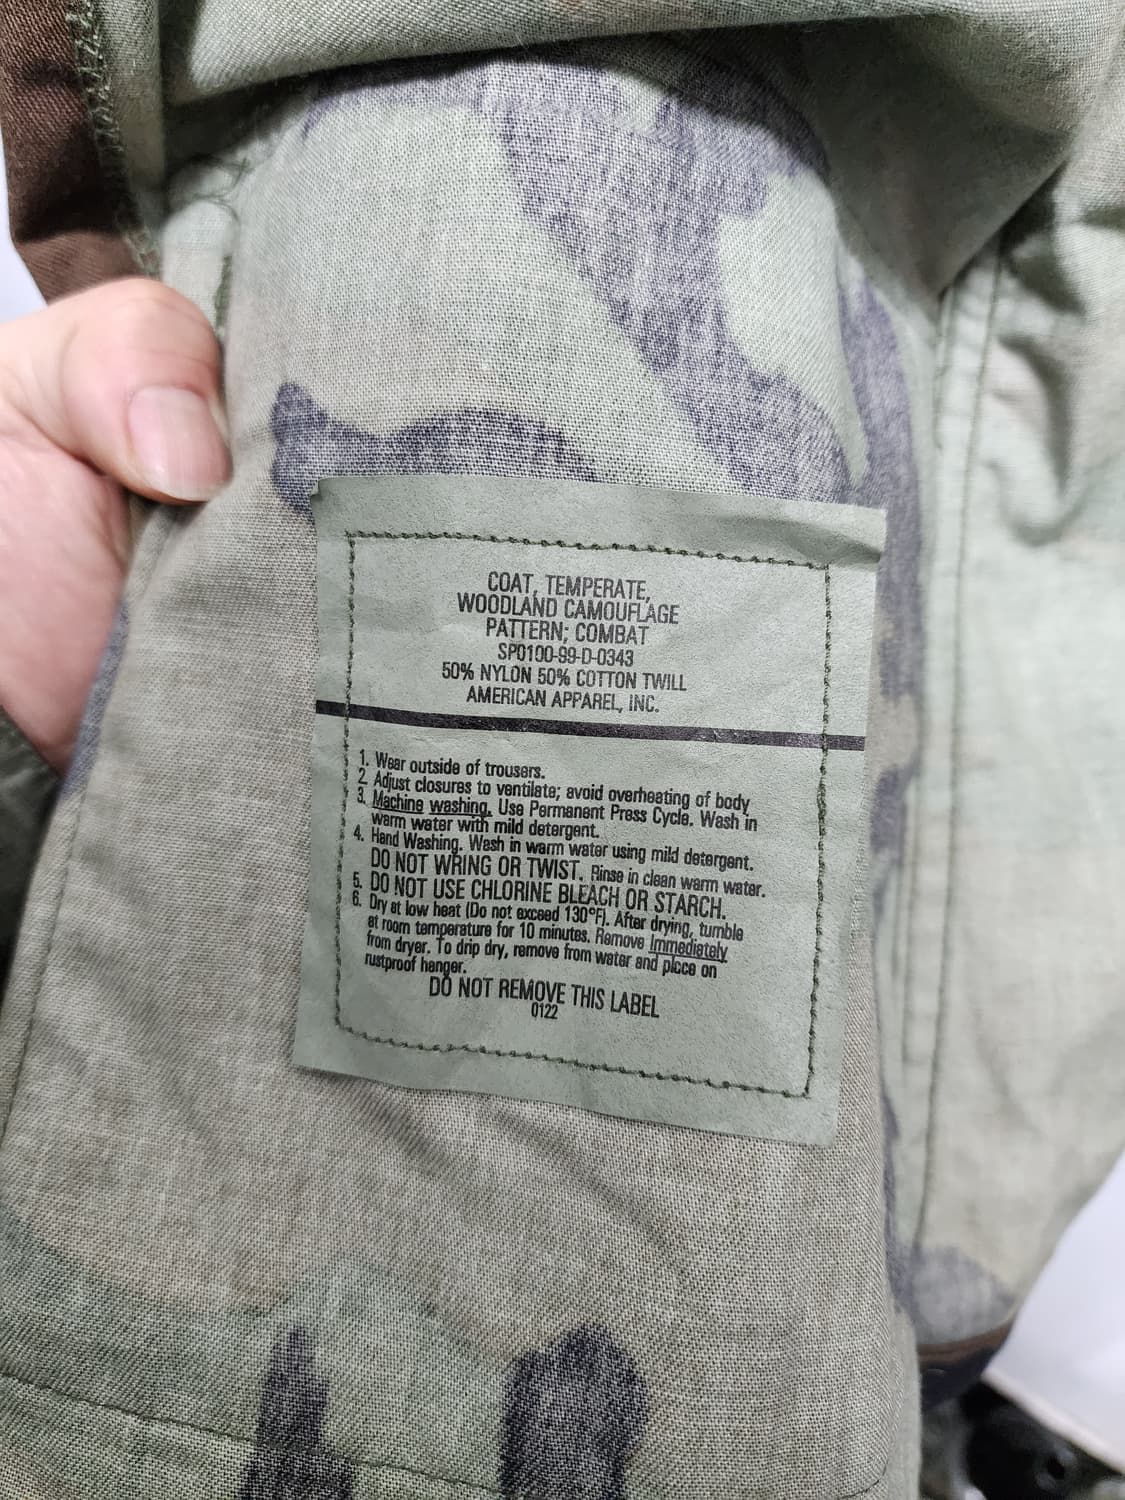 COAT, TEMPERATE,
WOODLAND CAMOUFLAGE
PATTERN; COMBAT
SP0100-99-D-0343
50% NYLON 50% COTTON TWILL
AMERICAN APPAREL, INC.
1. Wear outside of trousers.
2. Adjust closures to ventilate; avoid overheating of body
3. Machine washing. Use Permanent Press Cycle. Wash in
warm water with mild detergent.
4. Hand Washing. Wash in warm water using mild detergent.
DO NOT WRING OR TWIST. Rinse in clean warm water.
5. DO NOT USE CHLORINE BLEACH OR STARCH.
6. Dry at low heat (Do not exceed 130°F). After drying, tumble
at room temperature for 10 minutes. Remove Immediately
from dryer. To drip dry, remove from water and place on
rustproof hanger.
DO NOT REMOVE THIS LABEL
0122